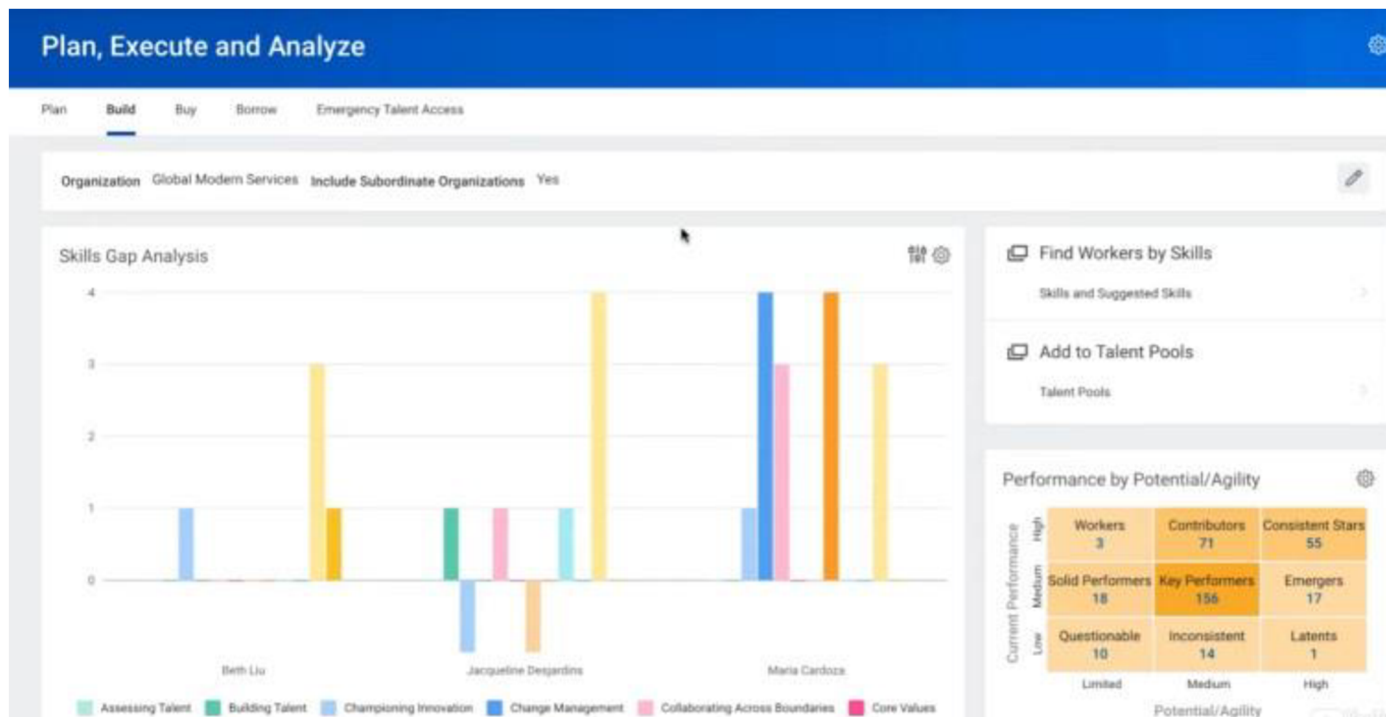 Plan, Execute and Analyze
Plan Build Buy Borrow Emergency Talent Access
Organization Global Modern Services Include Subordinate Organizations Yes
Skills Gap Analysis
4
3
2
1
0
Beth Liu Jacqueline Desjardins Maria Cardoza
Assessing Talent Building Talent Championing Innovation Change Management Collaborating Across Boundaries Core Values
Find Workers by Skills
Skills and Suggested Skills
Add to Talent Pools
Talent Pools
Performance by Potential/Agility
Current Performance
High
Medium
Low
Workers Contributors Consistent Stars
3 71 55
Solid Performers Key Performers Emergers
18 156 17
Questionable Inconsistent Latents
10 14 1
Limited Medium High
Potential/Agility